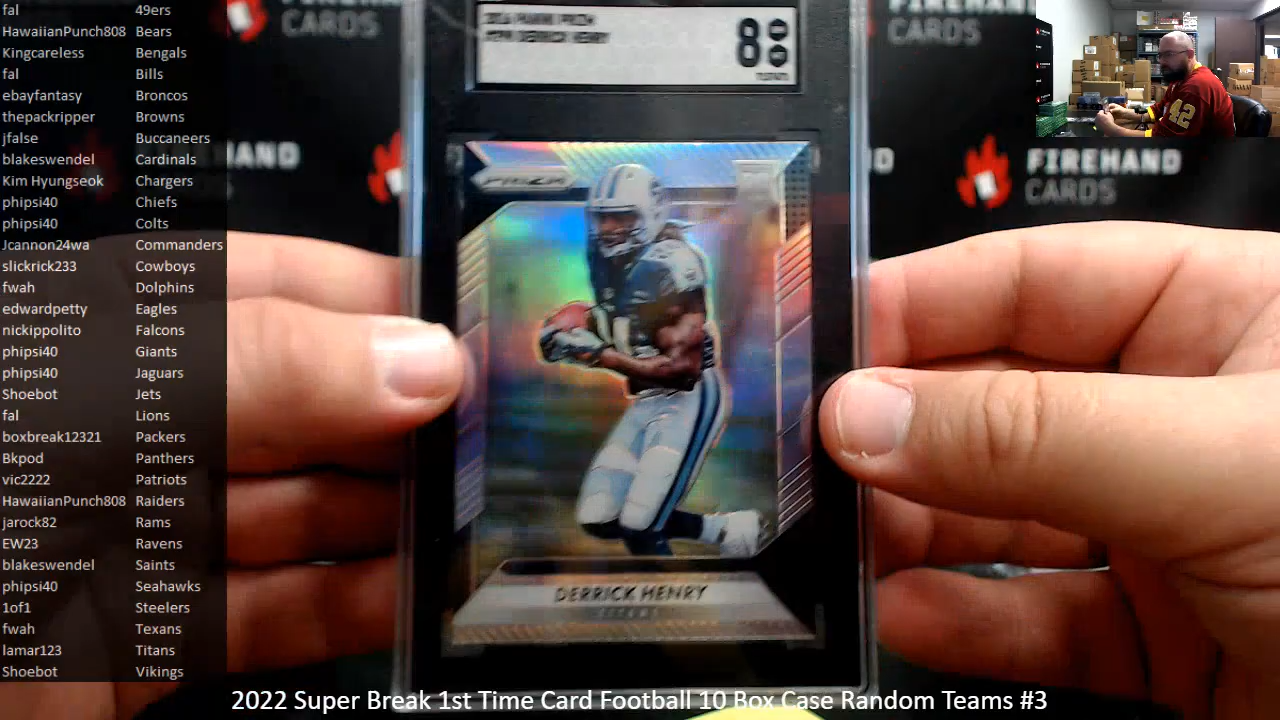 fal 49ers
HawaiianPunch808 Bears
Kingcareless Bengals
fal Bills
ebayfantasy Broncos
thepackripper Browns
jfalse Buccaneers
blakeswendel Cardinals
Kim Hyungseok Chargers
phipsi40 Chiefs
phipsi40 Colts
Jcannon24wa Commanders
slickrick233 Cowboys
fwah Dolphins
edwardpetty Eagles
nickippolito Falcons
phipsi40 Giants
phipsi40 Jaguars
Shoebot Jets
fal Lions
boxbreak12321 Packers
Bkpod Panthers
vic2222 Patriots
HawaiianPunch808 Raiders
jarock82 Rams
EW23 Ravens
blakeswendel Saints
phipsi40 Seahawks
1of1 Steelers
fwah Texans
lamar123 Titans
Shoebot Vikings
FIREHAND
CARDS
CARDS
8
PRIZM
DERRICK HENRY
TITANS
HAND
FIREHAND
CARDS
42
2022 Super Break 1st Time Card Football 10 Box Case Random Teams #3